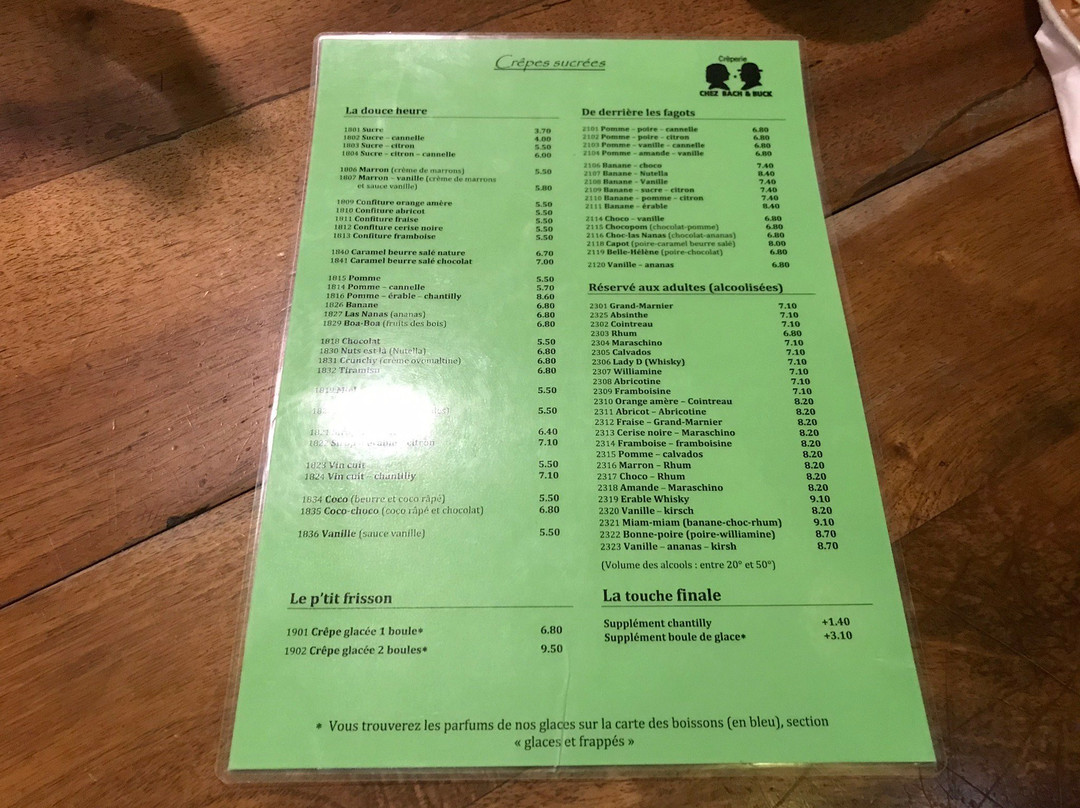 Crêpes sucrées
Crêperie
CHEZ BACH & BUCK
La douce heure
1801 Sucre 3.70
1802 Sucre – cannelle 4.00
1803 Sucre – citron 5.50
1804 Sucre – citron – cannelle 6.00
1806 Marron (crème de marrons) 5.50
1807 Marron – vanille (crème de marrons
et sauce vanille) 5.80
1809 Confiture orange amère 5.50
1810 Confiture abricot 5.50
1811 Confiture fraise 5.50
1812 Confiture cerise noire 5.50
1813 Confiture framboise 5.50
1840 Caramel beurre salé nature 6.70
1841 Caramel beurre salé chocolat 7.00
1815 Pomme 5.50
1814 Pomme – cannelle 5.70
1816 Pomme – érable – chantilly 8.60
1826 Banane 6.80
1827 Las Nanas (ananas) 6.80
1829 Boa-Boa (fruits des bois) 6.80
1818 Chocolat 5.50
1830 Nuts est là (Nutella) 6.80
1831 Crunchy (crème ovomaltine) 6.80
1832 Tiramisu 6.80
5.50
5.50
6.40
citron 7.10
1823 Vin cuit 5.50
1824 Vin cuit – chantilly 7.10
1834 Coco (beurre et coco râpé) 5.50
1835 Coco-choco (coco râpé et chocolat) 6.80
1836 Vanille (sauce vanille) 5.50
Le p'tit frisson
1901 Crêpe glacée 1 boule* 6.80
1902 Crêpe glacée 2 boules* 9.50
De derrière les fagots
2101 Pomme – poire – cannelle 6.80
2102 Pomme – poire – citron 6.80
2103 Pomme – vanille – cannelle 6.80
2104 Pomme – amande – vanille 6.80
2106 Banane – choco 7.40
2107 Banane – Nutella 8.40
2108 Banane – Vanille 7.40
2109 Banane – sucre – citron 7.40
2110 Banane – pomme – citron 7.40
2111 Banane – érable 8.40
2114 Choco – vanille 6.80
2115 Chocopom (chocolat-pomme) 6.80
2116 Choc-las Nanas (chocolat-ananas) 6.80
2118 Capot (poire-caramel beurre salé) 8.00
2119 Belle-Hélène (poire-chocolat) 6.80
2120 Vanille – ananas 6.80
Réservé aux adultes (alcoolisées)
2301 Grand-Marnier 7.10
2325 Absinthe 7.10
2302 Cointreau 7.10
2303 Rhum 6.80
2304 Maraschino 7.10
2305 Calvados 7.10
2306 Lady D (Whisky) 7.10
2307 Williamine 7.10
2308 Abricotine 7.10
2309 Framboisine 7.10
2310 Orange amère – Cointreau 8.20
2311 Abricot – Abricotine 8.20
2312 Fraise – Grand-Marnier 8.20
2313 Cerise noire – Maraschino 8.20
2314 Framboise – framboisine 8.20
2315 Pomme – calvados 8.20
2316 Marron – Rhum 8.20
2317 Choco – Rhum 8.20
2318 Amande – Maraschino 8.20
2319 Erable Whisky 9.10
2320 Vanille – kirsch 8.20
2321 Miam-miam (banane-choc-rhum) 9.10
2322 Bonne-poire (poire-williamine) 8.70
2323 Vanille – ananas – kirsh 8.70
(Volume des alcools : entre 20° et 50°)
La touche finale
Supplément chantilly +1.40
Supplément boule de glace* +3.10
* Vous trouverez les parfums de nos glaces sur la carte des boissons (en bleu), section
« glaces et frappés »